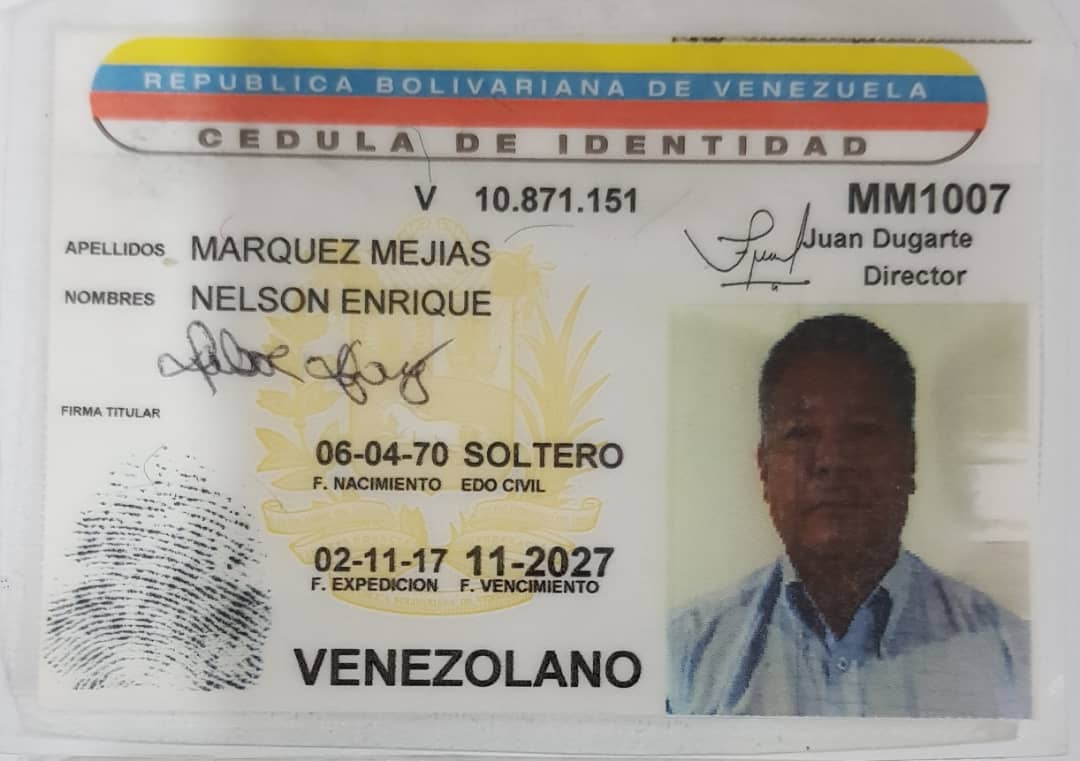 REPUBLICA BOLIVARIANA DE VENEZUELA
CEDULA DE IDENTIDAD
V 10.871.151
MM1007
Juan Dugarte
Director
APELLIDOS MARQUEZ MEJIAS
NOMBRES NELSON ENRIQUE
FIRMA TITULAR
06-04-70 SOLTERO
F. NACIMIENTO EDO CIVIL
02-11-17 11-2027
F. EXPEDICION F. VENCIMIENTO
VENEZOLANO